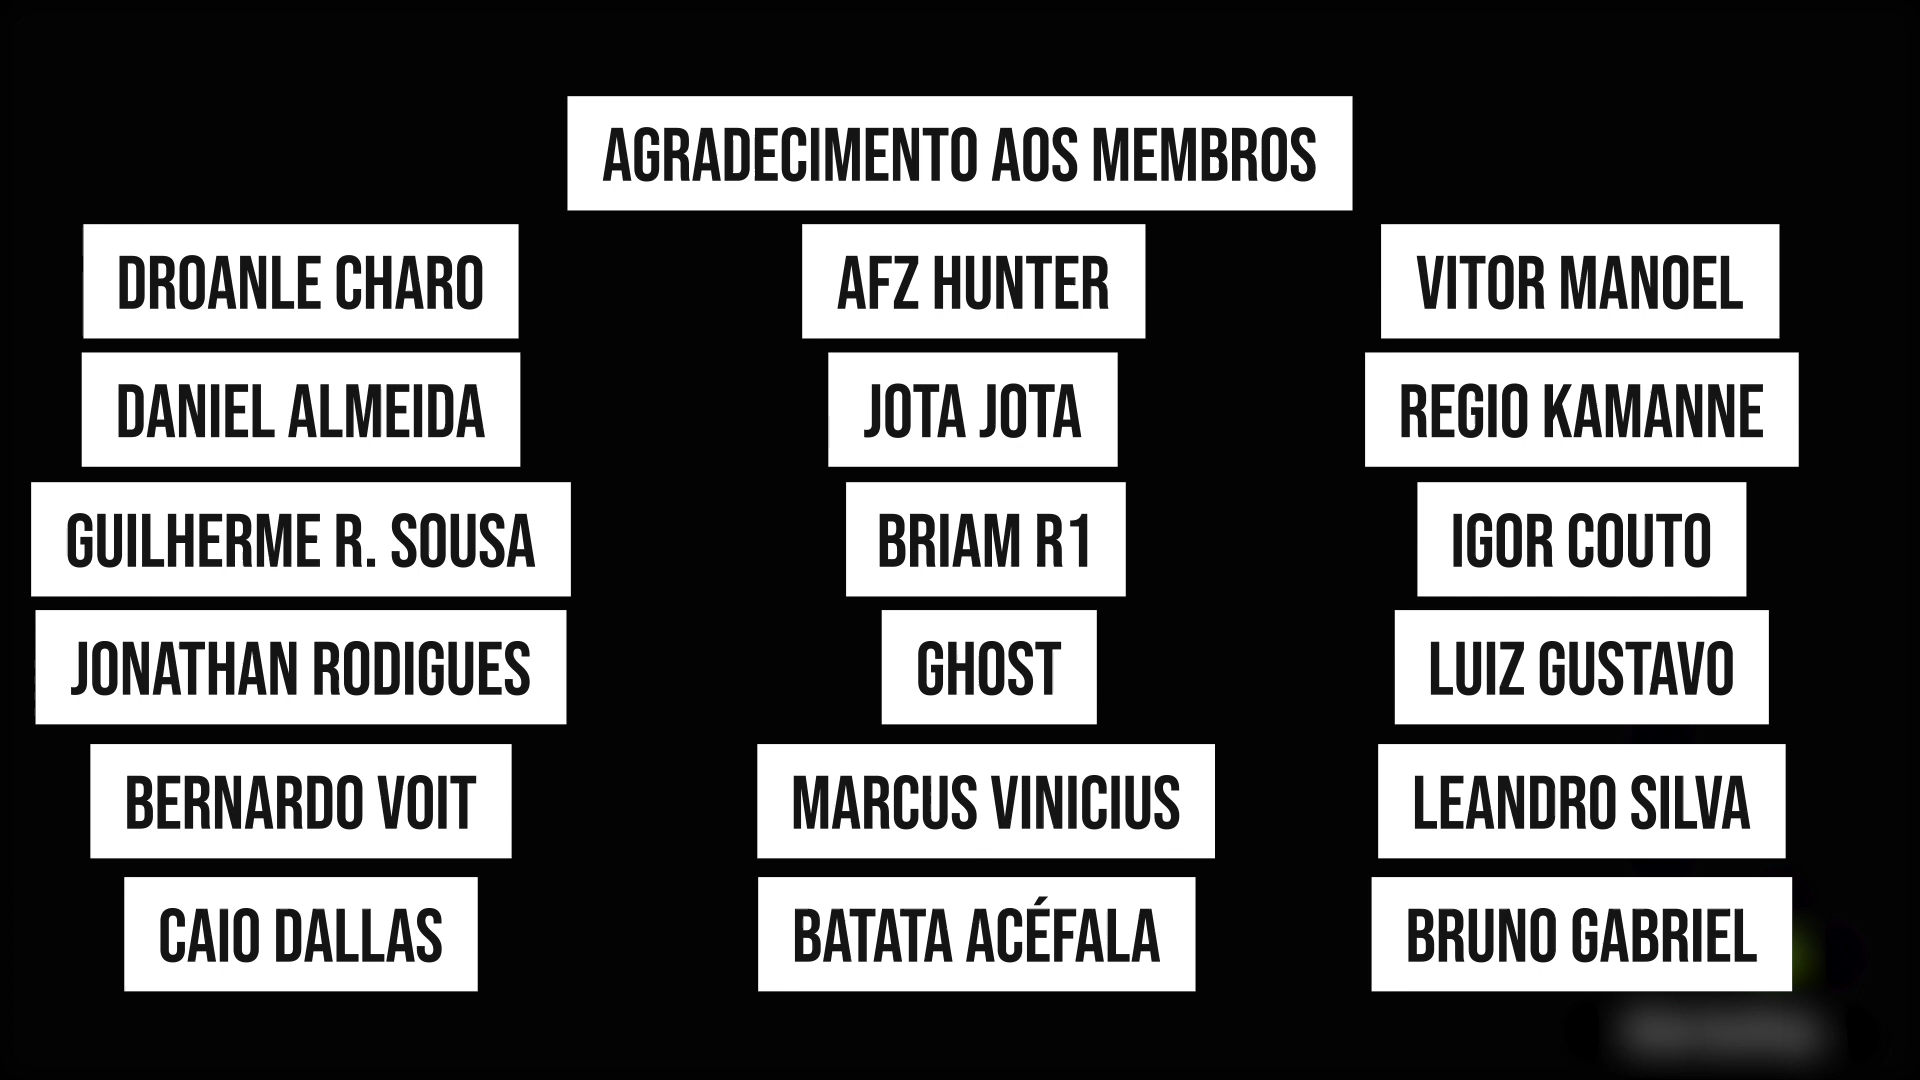 AGRADECIMENTO AOS MEMBROS
DROANLE CHARO
AFZ HUNTER
VITOR MANOEL
DANIEL ALMEIDA
JOTA JOTA
REGIO KAMANNE
GUILHERME R. SOUSA
BRIAM R1
IGOR COUTO
JONATHAN RODIGUES
GHOST
LUIZ GUSTAVO
BERNARDO VOIT
MARCUS VINICIUS
LEANDRO SILVA
CAIO DALLAS
BATATA ACÉFALA
BRUNO GABRIEL